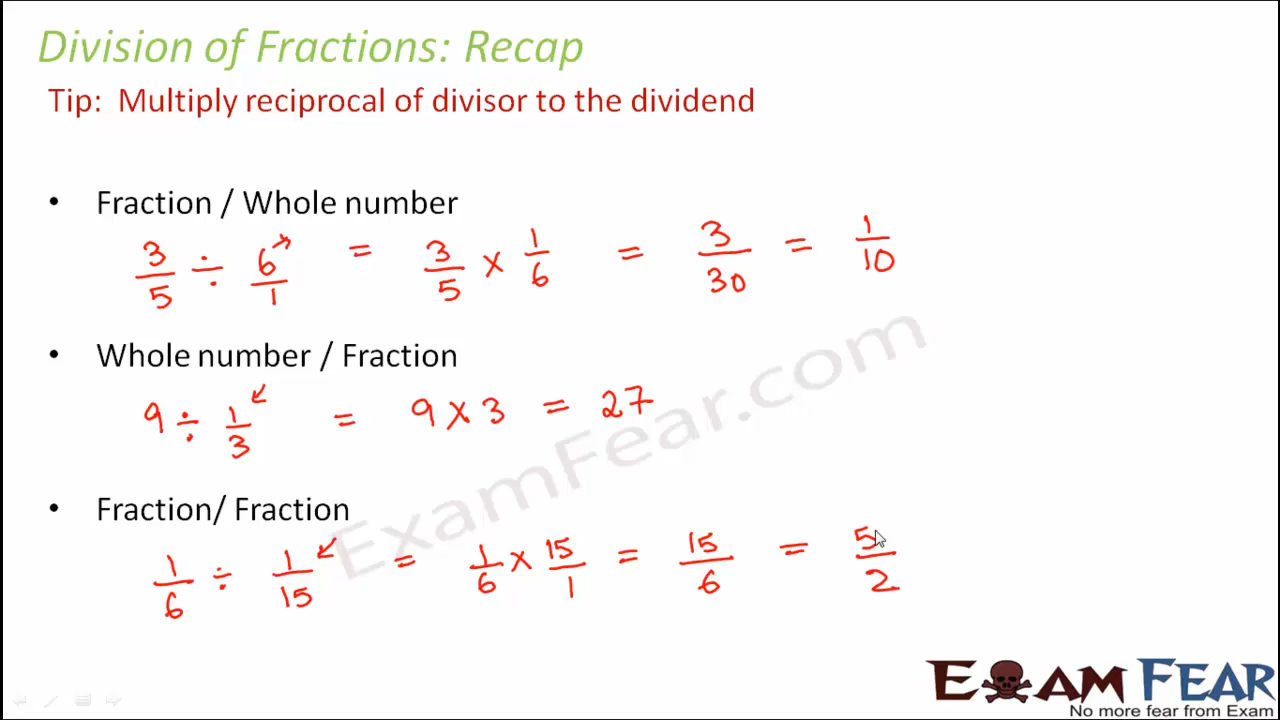 Division of Fractions: Recap
Tip: Multiply reciprocal of divisor to the dividend
• Fraction / Whole number
3/5 ÷ 6/1 = 3/5 × 1/6 = 3/30 = 1/10
• Whole number / Fraction
9 ÷ 1/3 = 9 × 3 = 27
• Fraction/ Fraction
1/6 ÷ 1/15 = 1/6 × 15/1 = 15/6 = 5/2
ExamFear.com
EXAM FEAR
No more fear from Exam